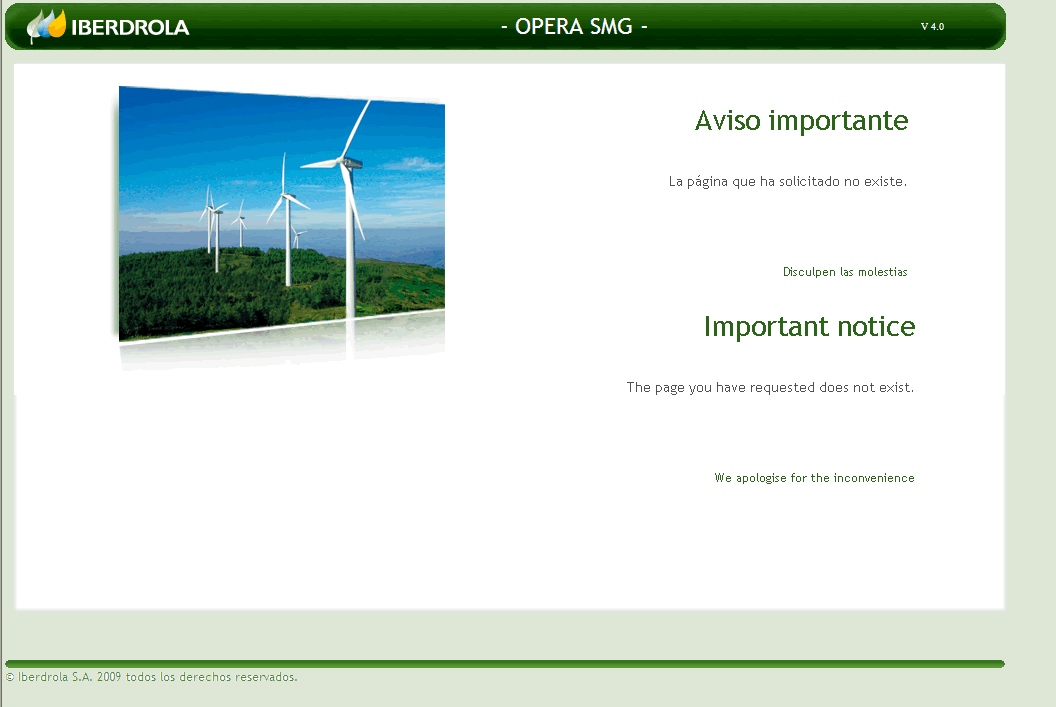 IBERDROLA
- OPERA SMG -
V 4.0
Aviso importante
La página que ha solicitado no existe.
Disculpen las molestias
Important notice
The page you have requested does not exist.
We apologise for the inconvenience
© Iberdrola S.A. 2009 todos los derechos reservados.